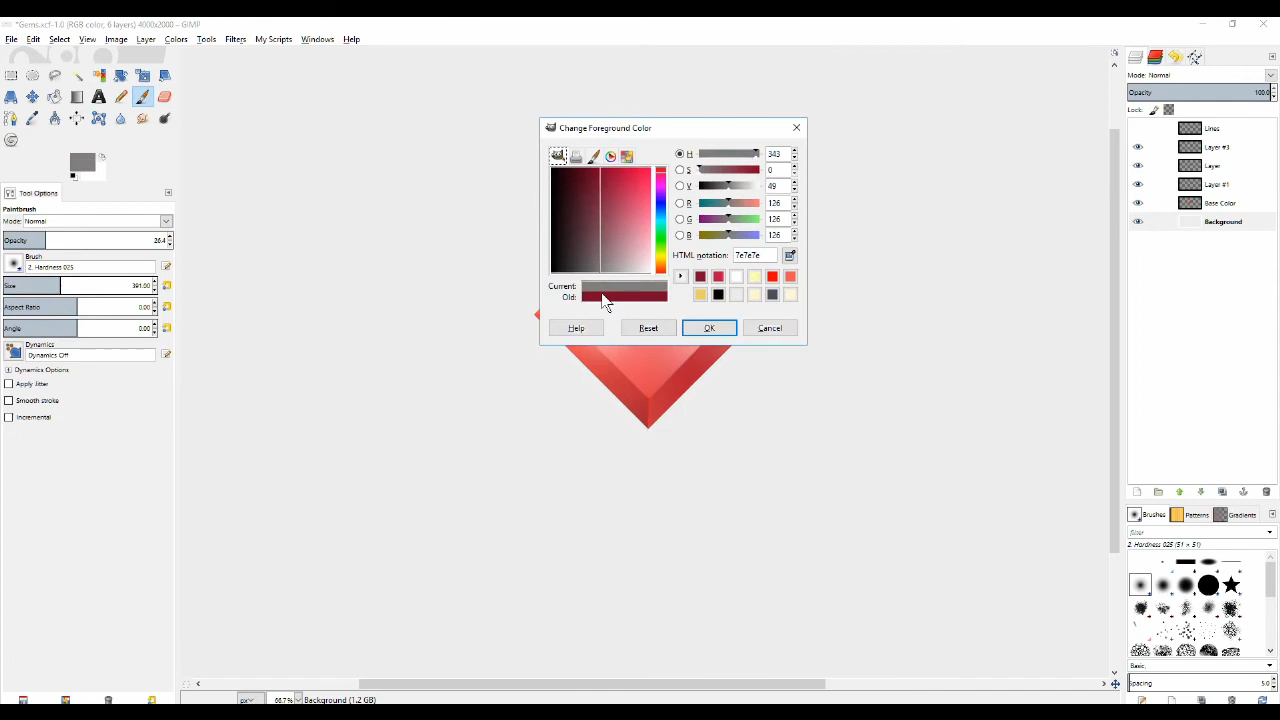 *Gems.xcf-1.0 (RGB color, 6 layers) 4000x2000 – GIMP
File Edit Select View Image Layer Colors Tools Filters My Scripts Windows Help
Tool Options
Paintbrush
Mode: Normal
Opacity 26.4
Brush
2. Hardness 025
Size 391.00
Aspect Ratio 0.00
Angle 0.00
Dynamics
Dynamics Off
Dynamics Options
Apply Jitter
Smooth stroke
Incremental
Change Foreground Color
H 343
S 0
V 49
R 126
G 126
B 126
HTML notation: 7e7e7e
Current:
Old:
Help Reset OK Cancel
px 66.7 % Background (1.2 GB)
Mode: Normal
Opacity 100.0
Lock:
Lines
Layer #3
Layer
Layer #1
Base Color
Background
Brushes Patterns Gradients
filter
2. Hardness 025 (51 × 51)
Basic,
Spacing 5.0